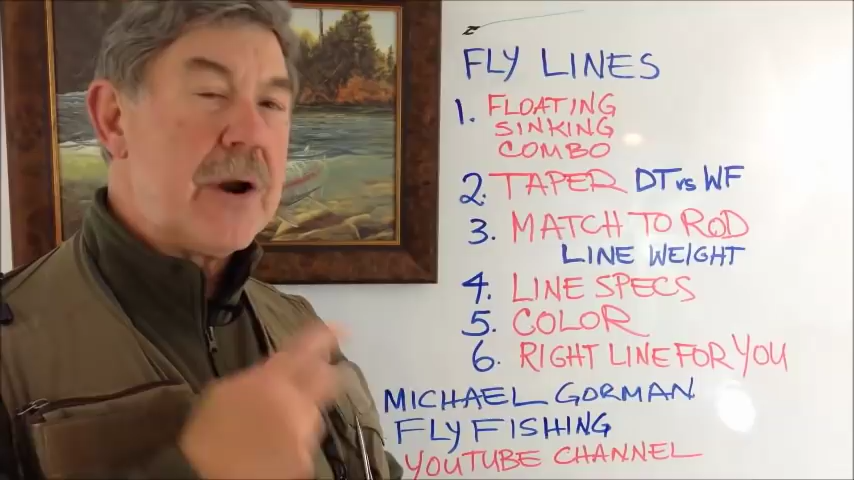 FLY LINES
1. FLOATING
SINKING
COMBO
2. TAPER DT vs WF
3. MATCH TO ROD
LINE WEIGHT
4. LINE SPECS
5. COLOR
6. RIGHT LINE FOR YOU
MICHAEL GORMAN
FLY FISHING
YOUTUBE CHANNEL